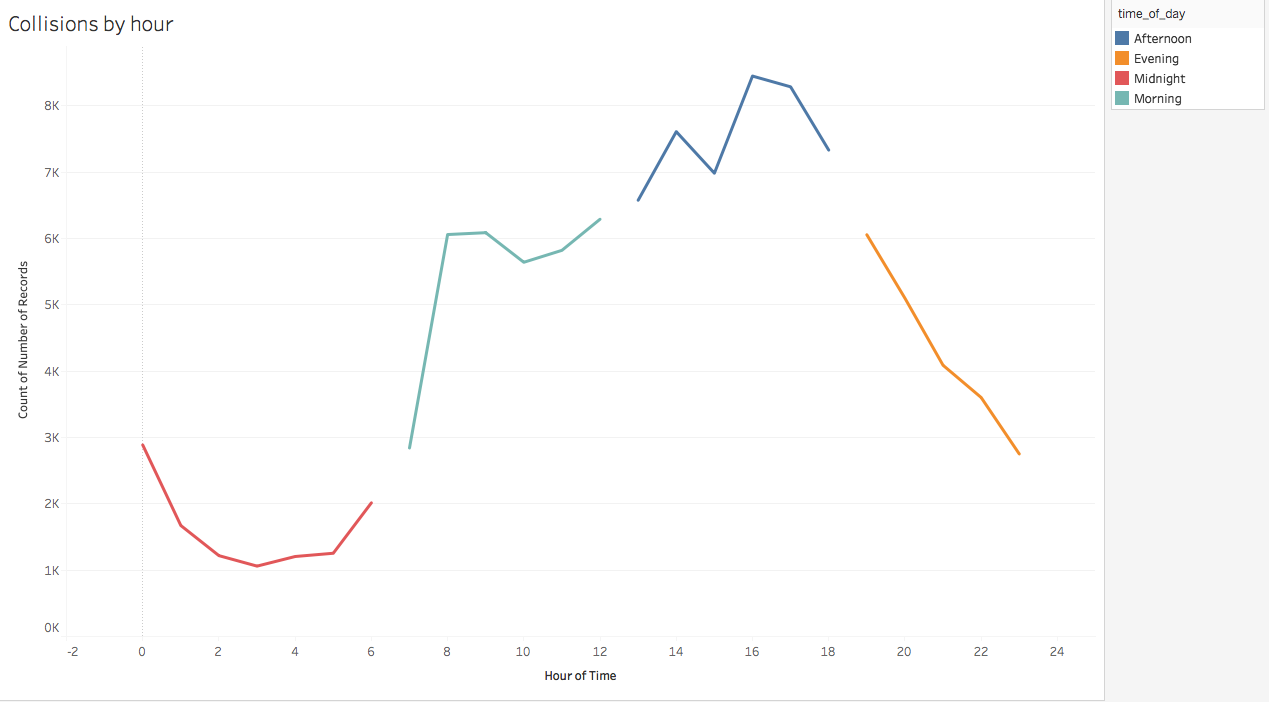 Collisions by hour
time_of_day
Afternoon
Evening
Midnight
Morning
Count of Number of Records
8K
7K
6K
5K
4K
3K
2K
1K
0K
-2 0 2 4 6 8 10 12 14 16 18 20 22 24
Hour of Time